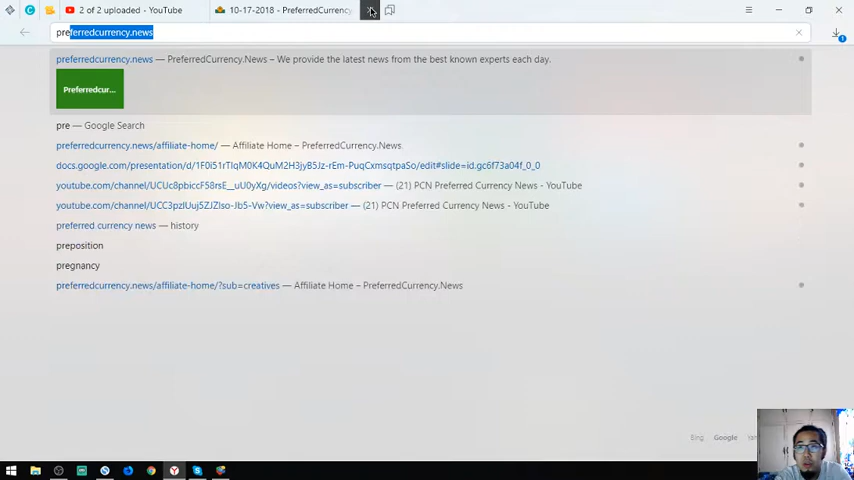 2 of 2 uploaded - YouTube
10-17-2018 - PreferredCurrency
preferredcurrency.news
preferredcurrency.news — PreferredCurrency.News – We provide the latest news from the best known experts each day.
Preferredcur...
pre — Google Search
preferredcurrency.news/affiliate-home/ — Affiliate Home – PreferredCurrency.News
docs.google.com/presentation/d/1F0i51rTIqM0K4QuM2H3jyB5Jz-rEm-PuqCxmsqtpaSo/edit#slide=id.gc6f73a04f_0_0
youtube.com/channel/UCUc8pbiccF58rsE__uU0yXg/videos?view_as=subscriber — (21) PCN Preferred Currency News - YouTube
youtube.com/channel/UCC3pzlUuj5ZJZlso-Jb5-Vw?view_as=subscriber — (21) PCN Preferred Currency News - YouTube
preferred currency news — history
preposition
pregnancy
preferredcurrency.news/affiliate-home/?sub=creatives — Affiliate Home – PreferredCurrency.News
Bing Google